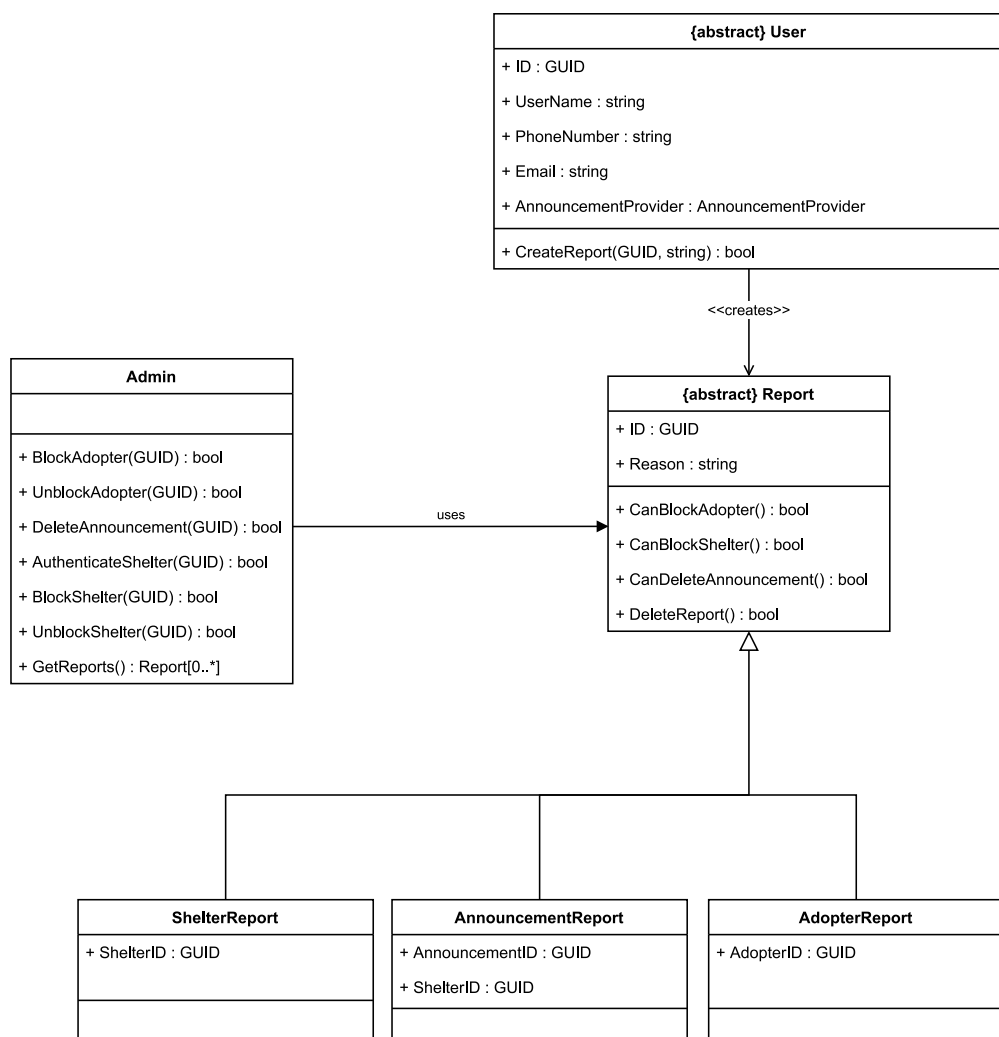 {abstract} User
+ ID : GUID
+ UserName : string
+ PhoneNumber : string
+ Email : string
+ AnnouncementProvider : AnnouncementProvider
+ CreateReport(GUID, string) : bool
<<creates>>
Admin
+ BlockAdopter(GUID) : bool
+ UnblockAdopter(GUID) : bool
+ DeleteAnnouncement(GUID) : bool
+ AuthenticateShelter(GUID) : bool
+ BlockShelter(GUID) : bool
+ UnblockShelter(GUID) : bool
+ GetReports() : Report[0..*]
uses
{abstract} Report
+ ID : GUID
+ Reason : string
+ CanBlockAdopter() : bool
+ CanBlockShelter() : bool
+ CanDeleteAnnouncement() : bool
+ DeleteReport() : bool
ShelterReport
+ ShelterID : GUID
AnnouncementReport
+ AnnouncementID : GUID
+ ShelterID : GUID
AdopterReport
+ AdopterID : GUID